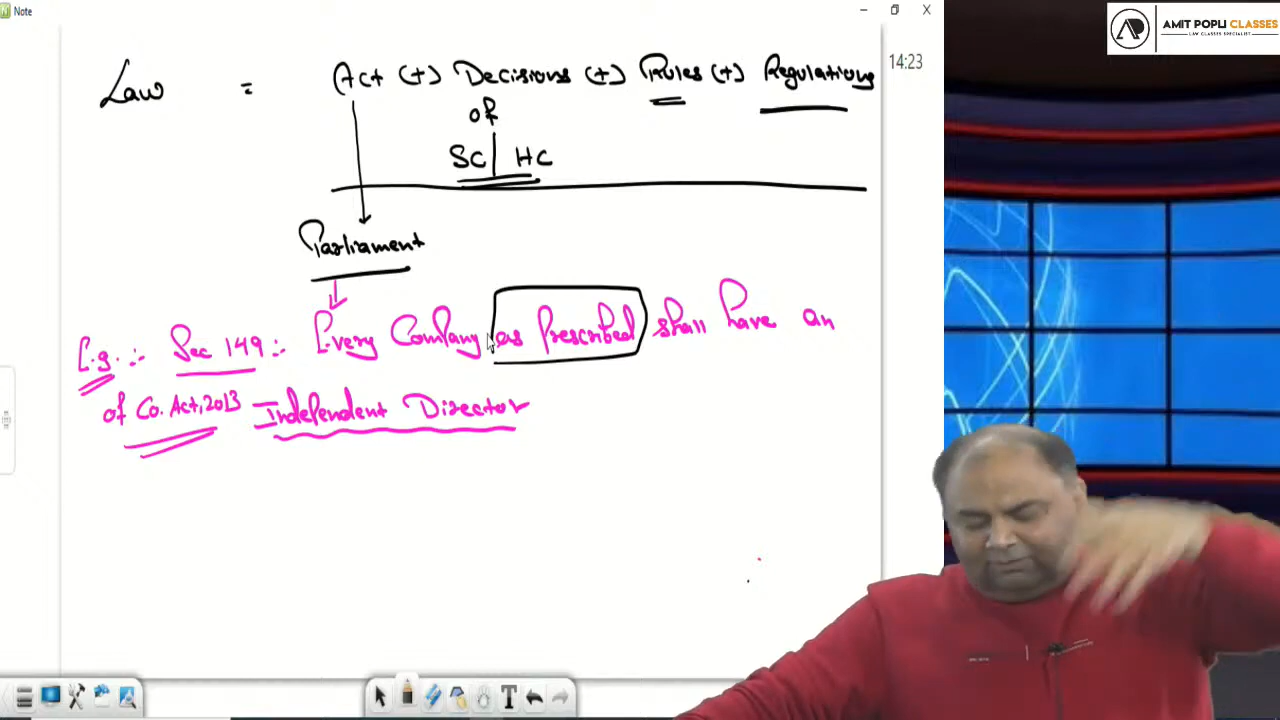 Note
AMIT POPLI CLASSES
LAW CLASSES SPECIALIST
14:23
Law = Act (+) Decisions (+) Rules (+) Regulations
of
SC | HC
Parliament
E.g.:- Sec 149:- Every Company as Prescribed shall have an
of Co. Act, 2013 Independent Director